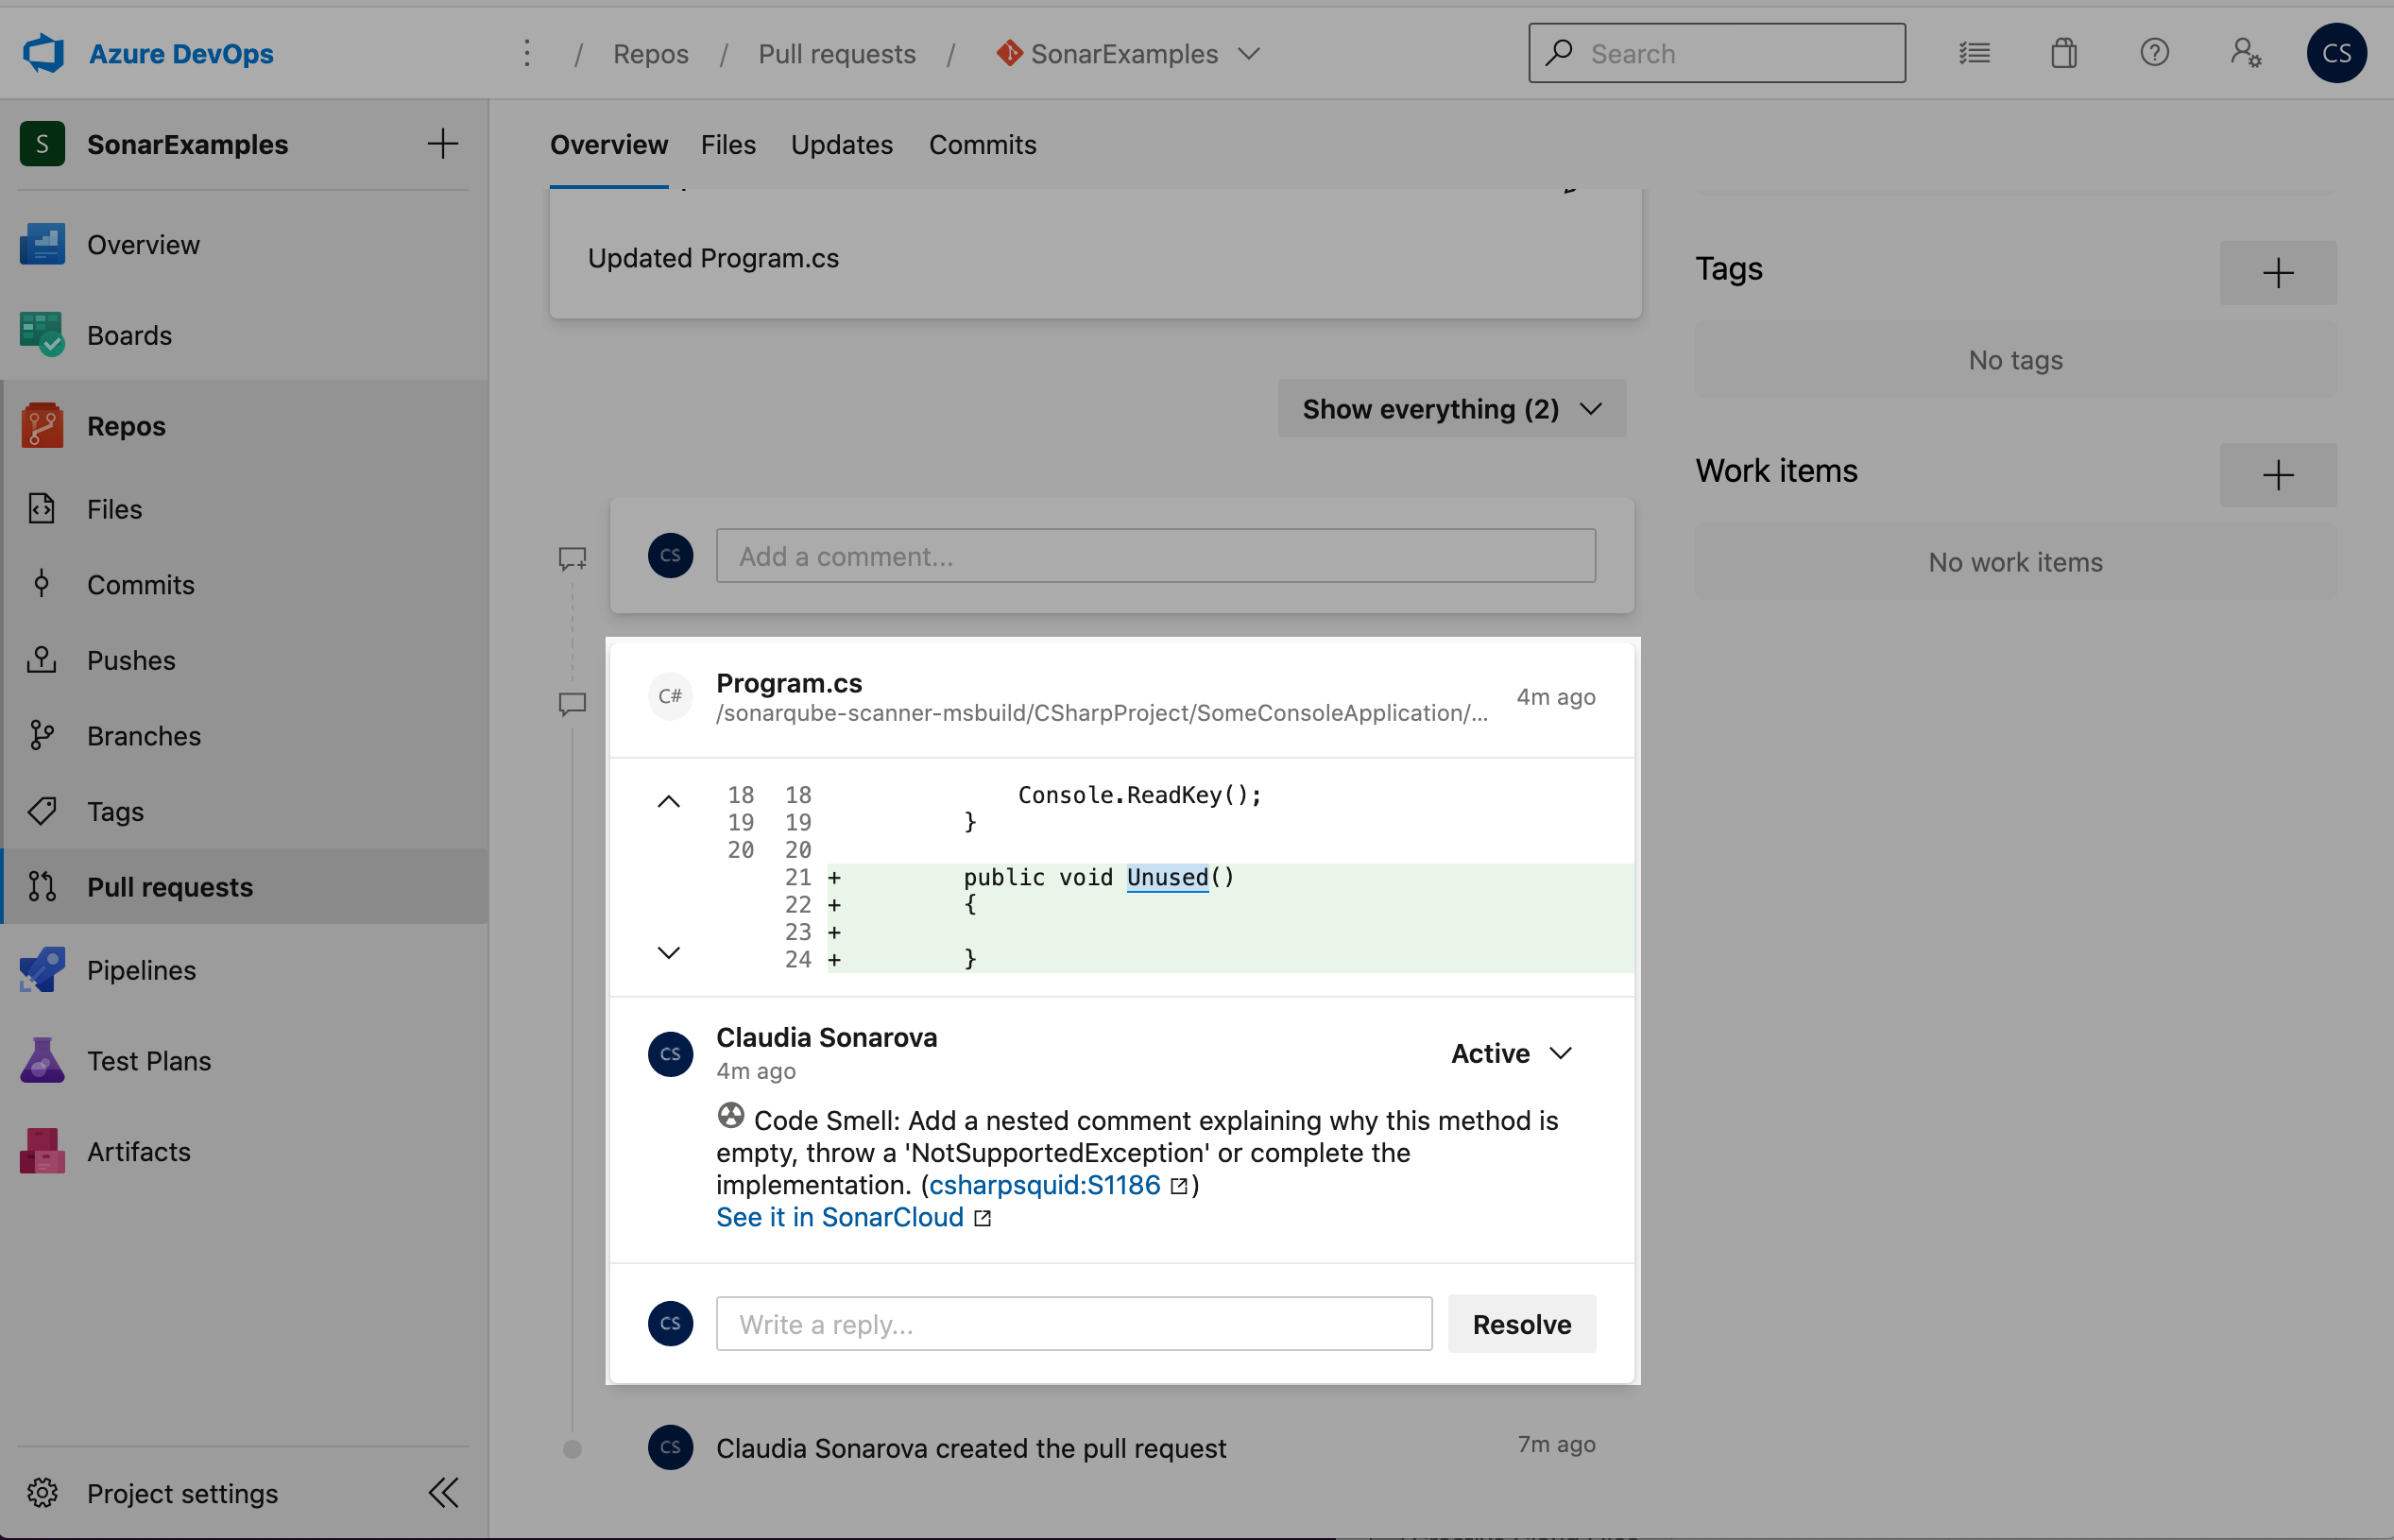 Azure DevOps
/ Repos / Pull requests / SonarExamples
Search
CS
S SonarExamples
Overview
Boards
Repos
Files
Commits
Pushes
Branches
Tags
Pull requests
Pipelines
Test Plans
Artifacts
Project settings
Overview Files Updates Commits
Updated Program.cs
Show everything (2)
CS Add a comment...
C# Program.cs 4m ago
/sonarqube-scanner-msbuild/CSharpProject/SomeConsoleApplication/...
18 18 Console.ReadKey();
19 19 }
20 20
21 + public void Unused()
22 + {
23 +
24 + }
CS Claudia Sonarova Active
4m ago
Code Smell: Add a nested comment explaining why this method is
empty, throw a 'NotSupportedException' or complete the
implementation. (csharpsquid:S1186)
See it in SonarCloud
CS Write a reply... Resolve
CS Claudia Sonarova created the pull request 7m ago
Tags
No tags
Work items
No work items